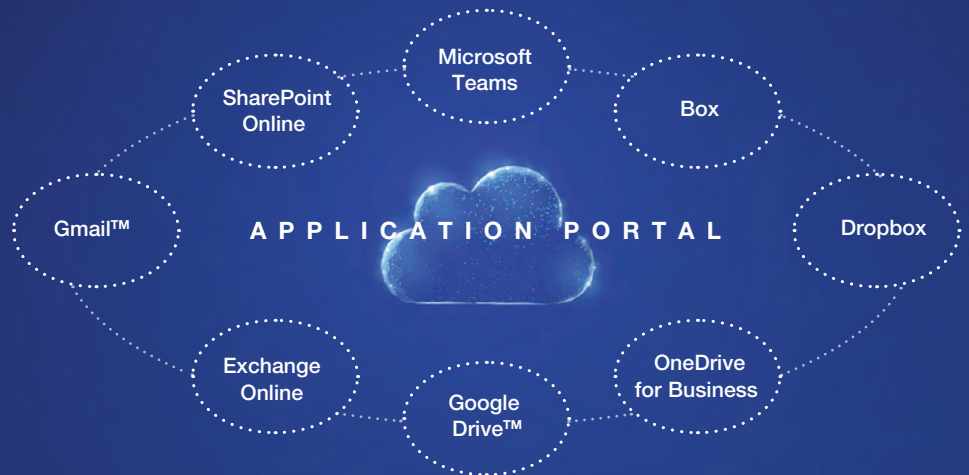 Microsoft
Teams
SharePoint
Online
Box
Gmail™
APPLICATION PORTAL
Dropbox
Exchange
Online
OneDrive
for Business
Google
Drive™